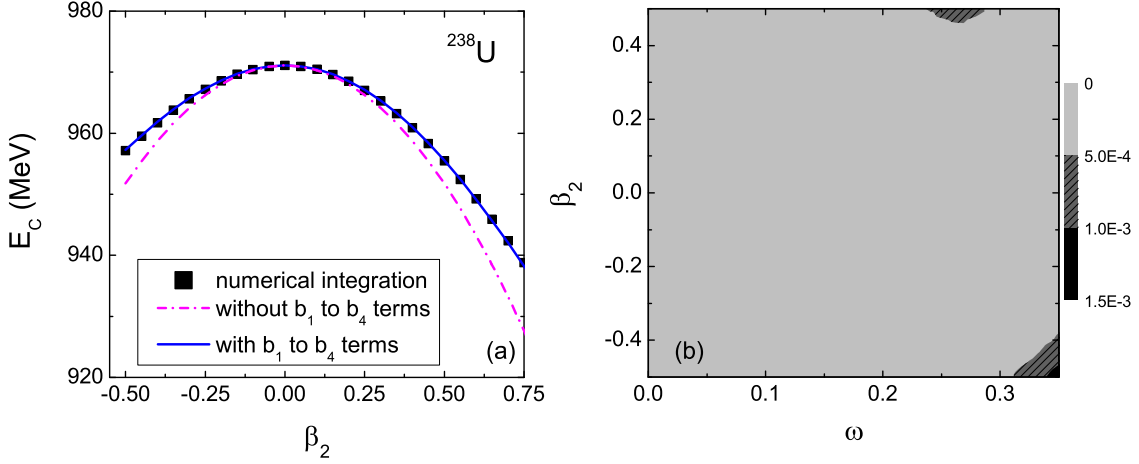 980
960
940
920
E_C (MeV)
²³⁸U
numerical integration
without b₁ to b₄ terms
with b₁ to b₄ terms
(a)
-0.50
-0.25
0.00
0.25
0.50
0.75
β₂
0.4
0.2
0.0
-0.2
-0.4
β₂
(b)
0.0
0.1
0.2
0.3
ω
0
5.0E-4
1.0E-3
1.5E-3